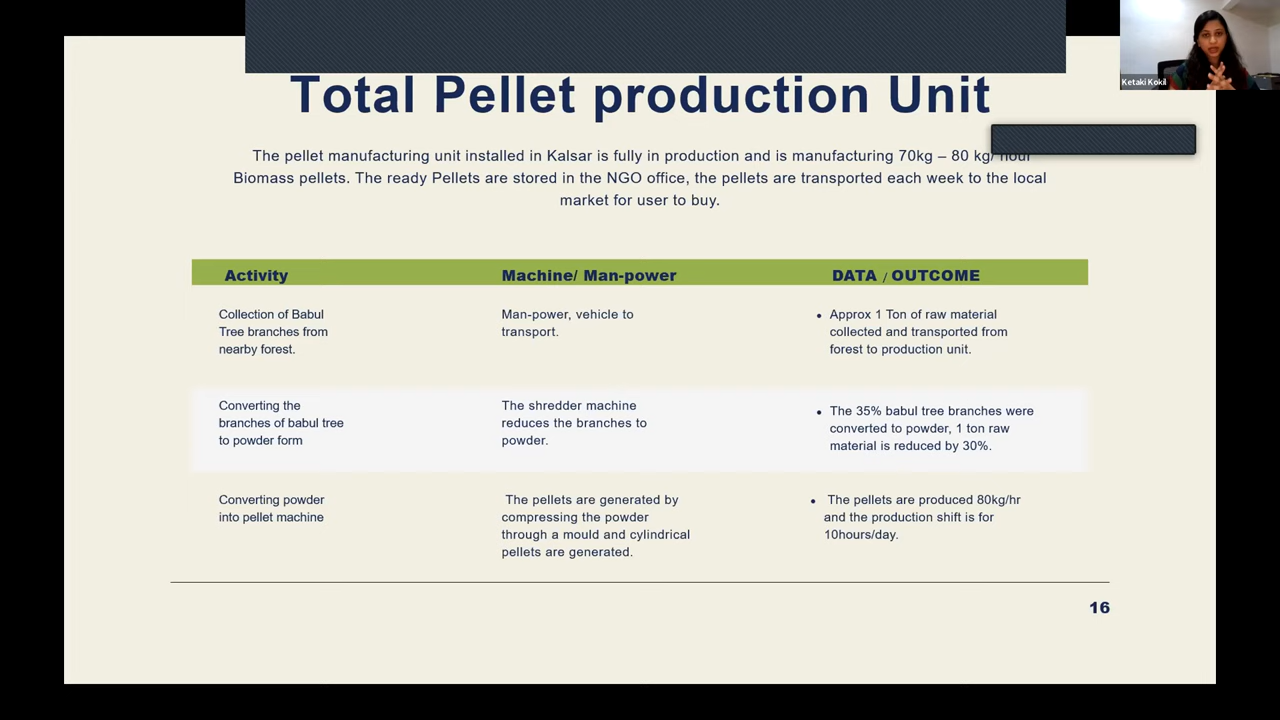 Ketaki Kokil
Total Pellet production Unit
The pellet manufacturing unit installed in Kalsar is fully in production and is manufacturing 70kg – 80 kg/ hour
Biomass pellets. The ready Pellets are stored in the NGO office, the pellets are transported each week to the local
market for user to buy.
Activity Machine/ Man-power DATA / OUTCOME
Collection of Babul
Tree branches from
nearby forest.
Man-power, vehicle to
transport.
• Approx 1 Ton of raw material
collected and transported from
forest to production unit.
Converting the
branches of babul tree
to powder form
The shredder machine
reduces the branches to
powder.
• The 35% babul tree branches were
converted to powder, 1 ton raw
material is reduced by 30%.
Converting powder
into pellet machine
The pellets are generated by
compressing the powder
through a mould and cylindrical
pellets are generated.
• The pellets are produced 80kg/hr
and the production shift is for
10hours/day.
16